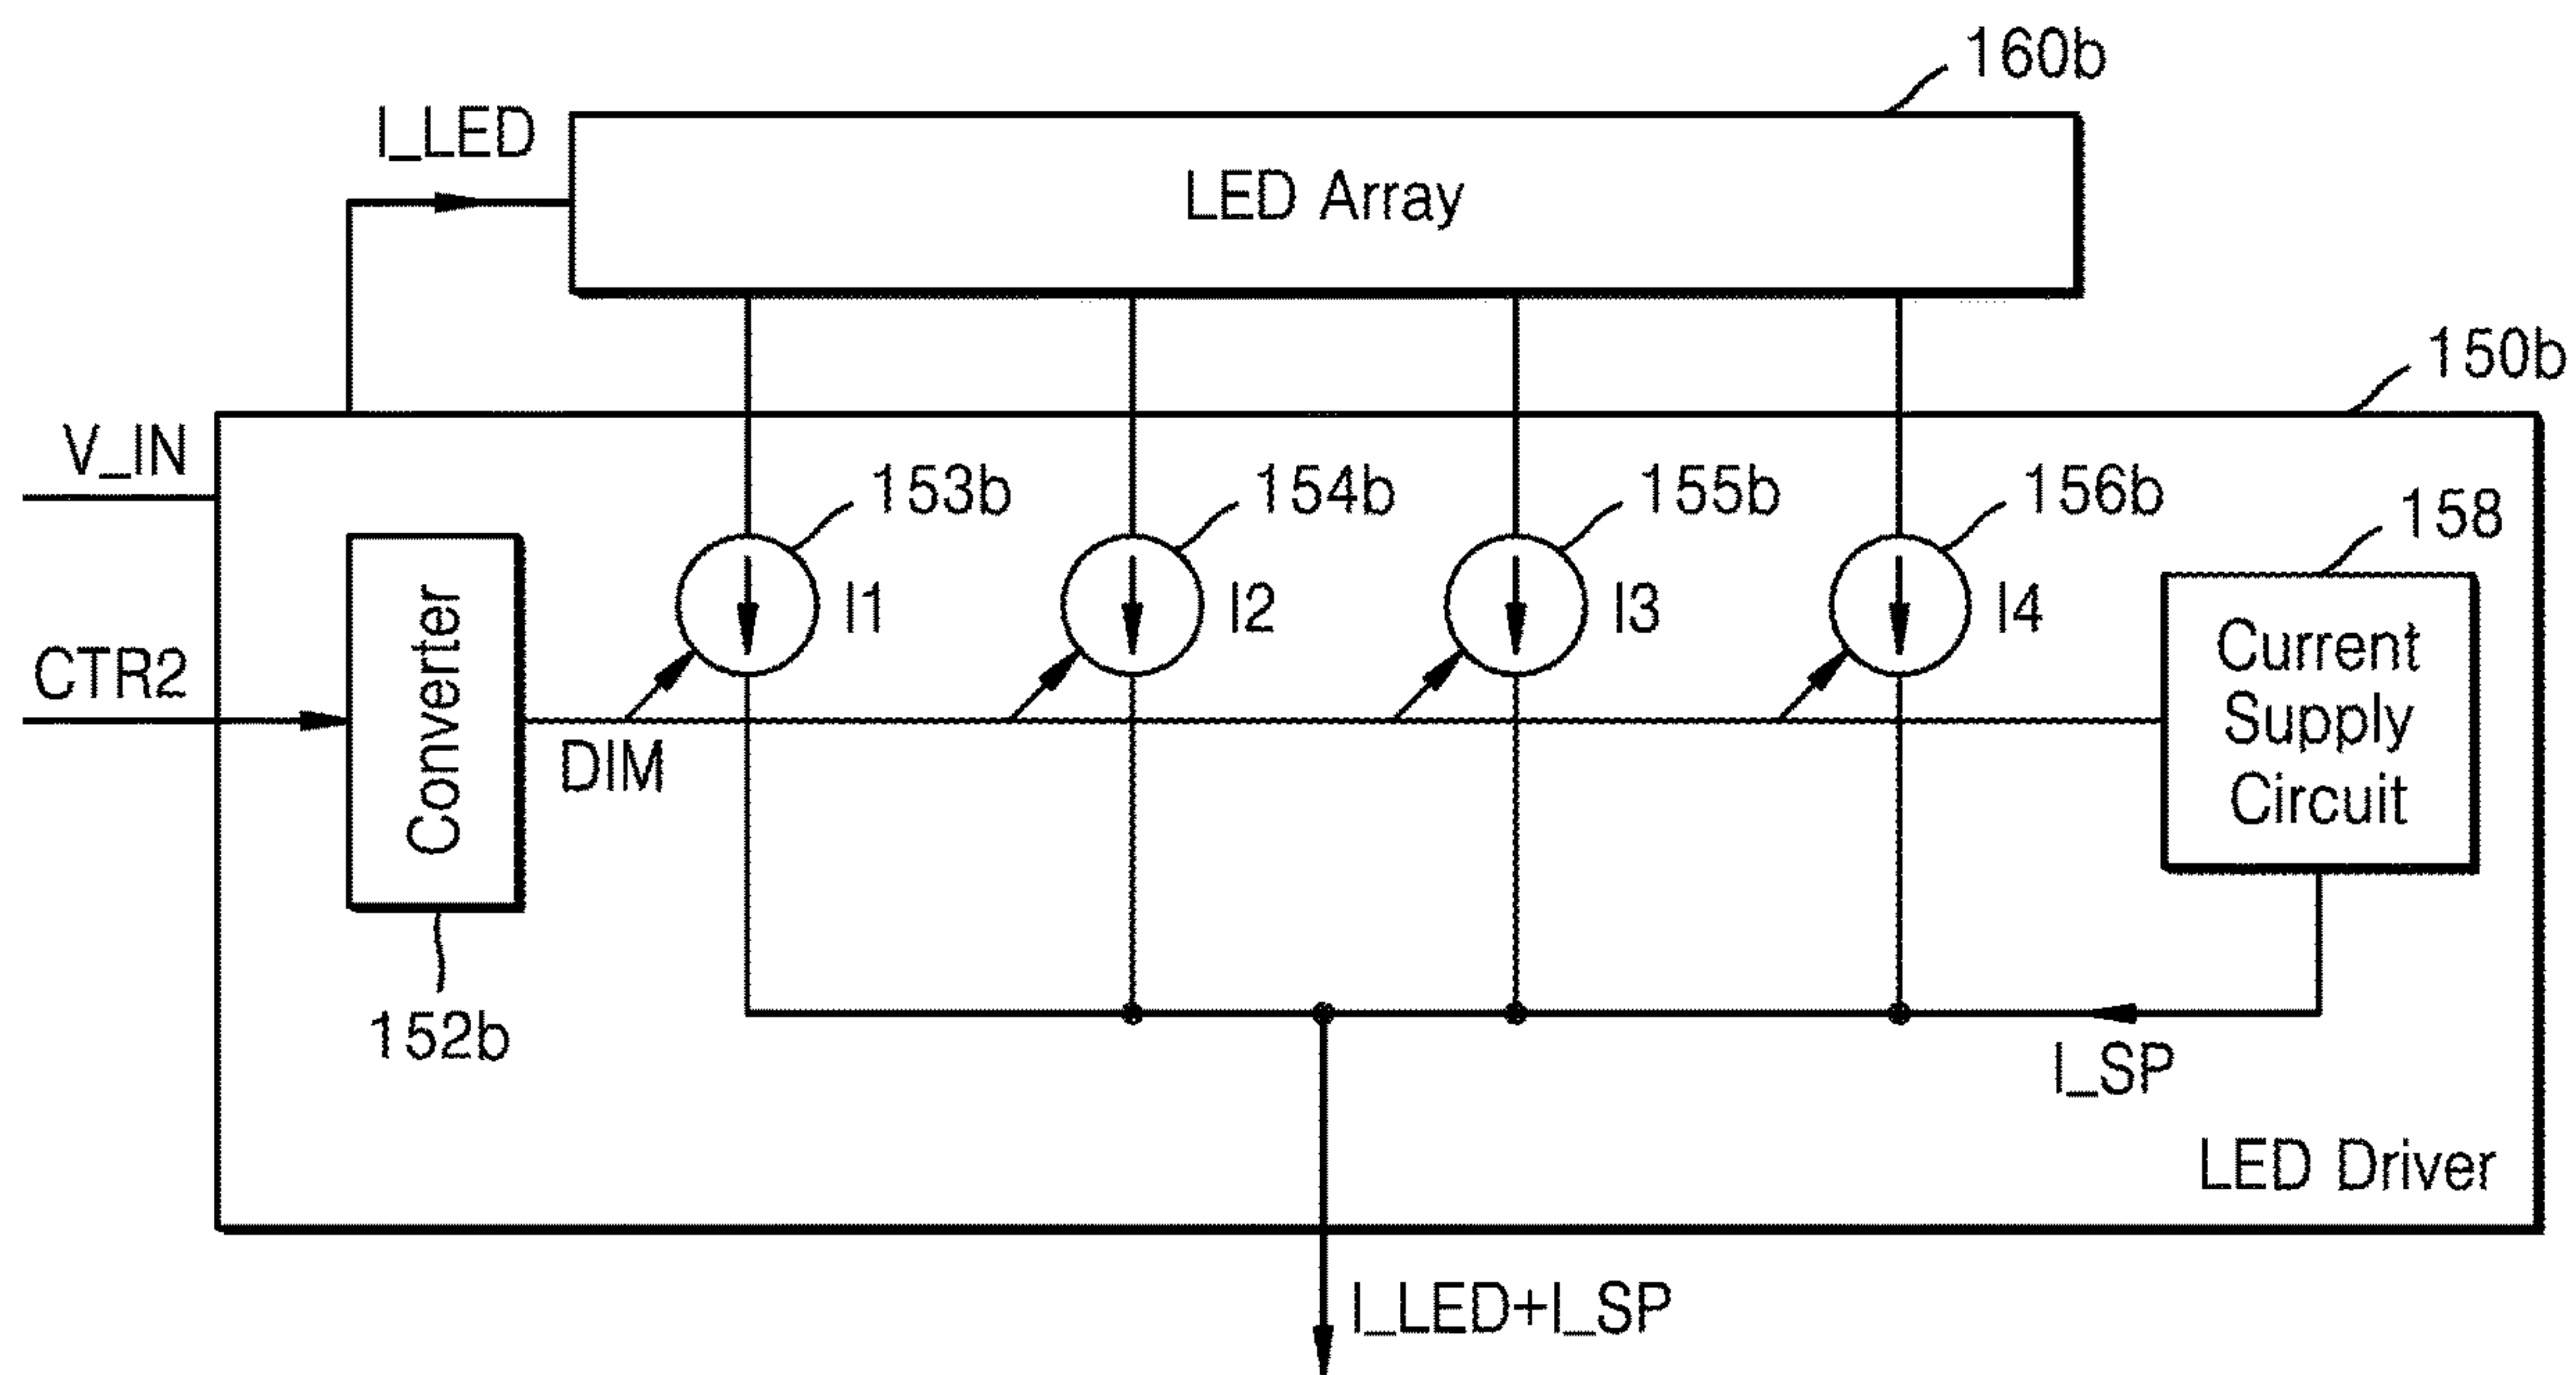 160b
I_LED
LED Array
150b
V_IN
153b
154b
155b
156b
158
I1
I2
I3
I4
CTR2
Converter
Current
Supply
Circuit
DIM
152b
I_SP
LED Driver
I_LED+I_SP